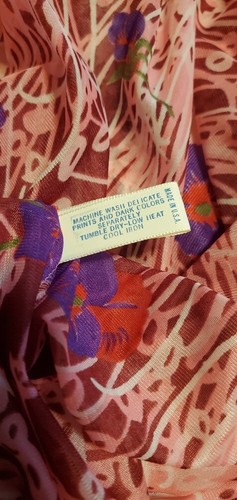 MACHINE WASH DELICATE
PRINTS AND DARK COLORS
SEPARATELY
TUMBLE DRY-LOW HEAT
COOL IRON
MADE IN U.S.A.